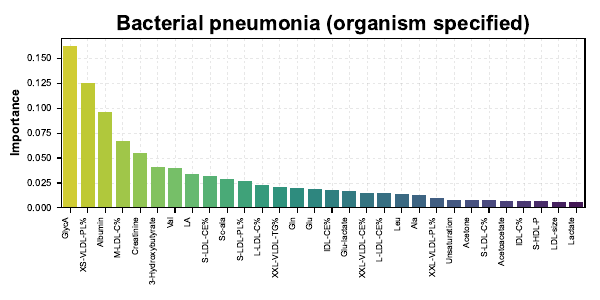 Bacterial pneumonia (organism specified)
Importance
0.150
0.125
0.100
0.075
0.050
0.025
0.000
GlycA
XS-VLDL-PL%
Albumin
M-LDL-C%
Creatinine
3-Hydroxybutyrate
Val
LA
S-LDL-CE%
Sc-ala
S-LDL-PL%
L-LDL-C%
XXL-VLDL-TG%
Gln
Glu
IDL-CE%
Glu-lactate
XXL-VLDL-CE%
L-LDL-CE%
Leu
Ala
XXL-VLDL-PL%
Unsaturation
Acetone
S-LDL-C%
Acetoacetate
IDL-C%
S-HDL-P
LDL-size
Lactate